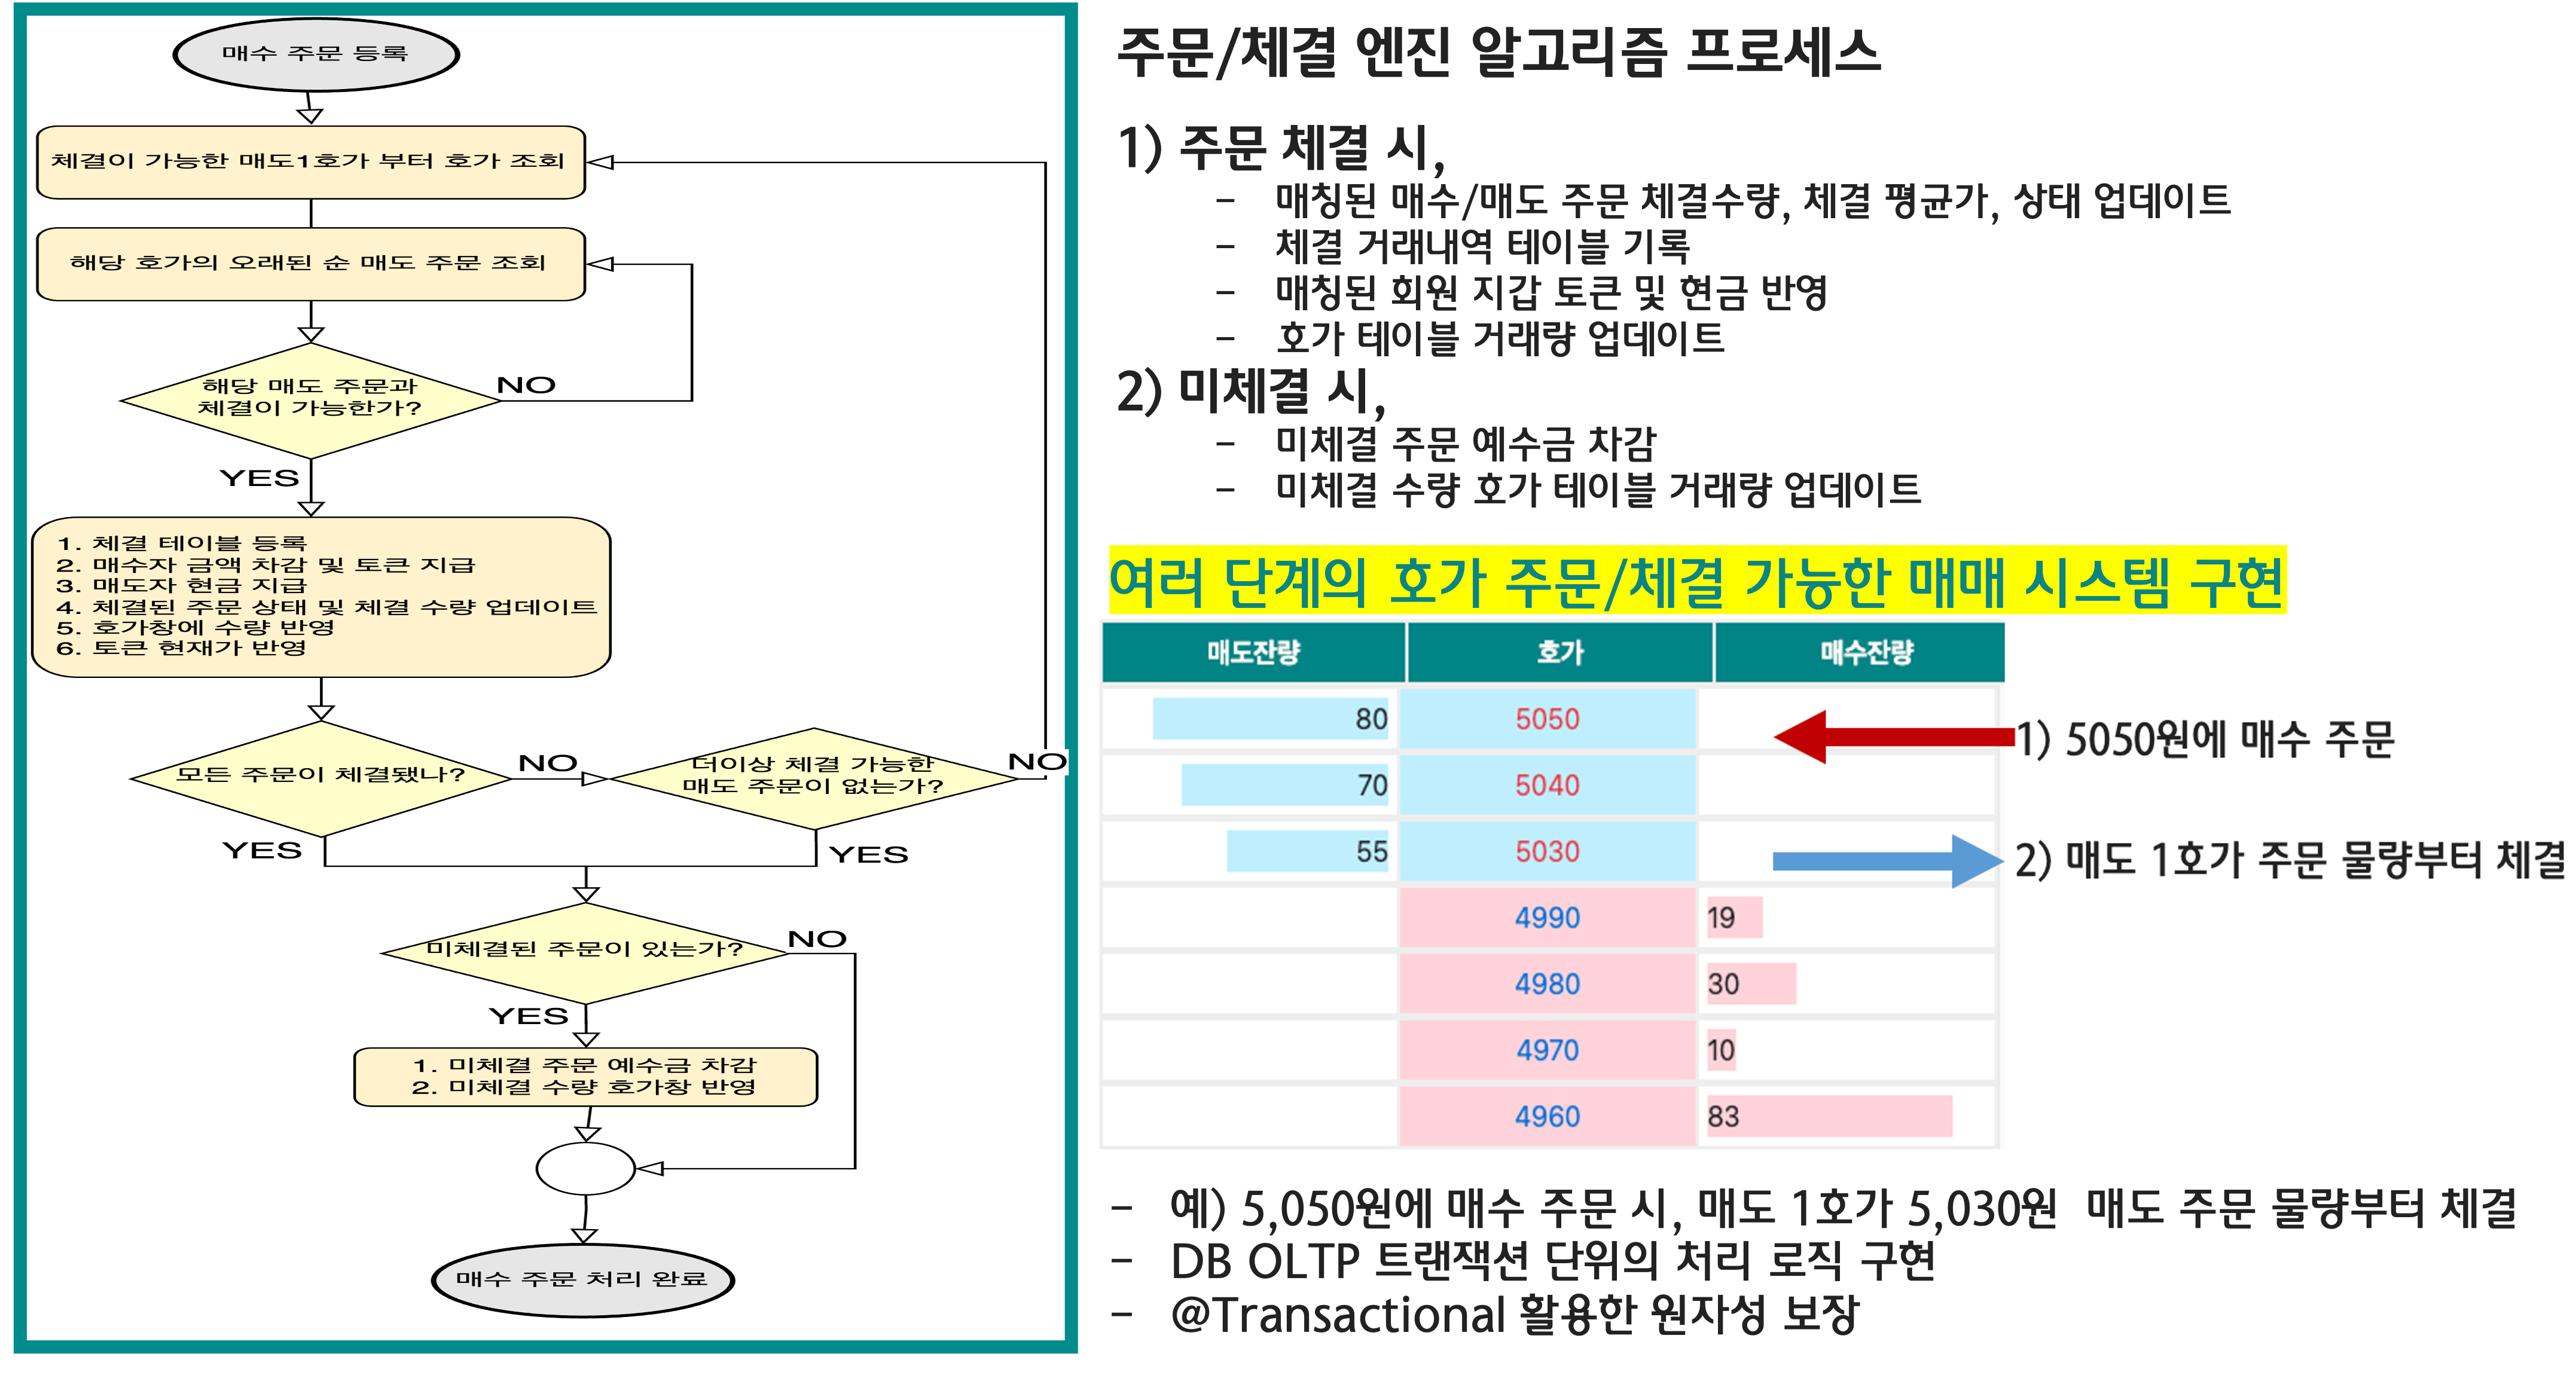 매수 주문 등록
체결이 가능한 매도1호가 부터 호가 조회
해당 호가의 오래된 순 매도 주문 조회
해당 매도 주문과
체결이 가능한가?
NO
YES
1. 체결 테이블 등록
2. 매수자 금액 차감 및 토큰 지급
3. 매도자 현금 지급
4. 체결된 주문 상태 및 체결 수량 업데이트
5. 호가창에 수량 반영
6. 토큰 현재가 반영
모든 주문이 체결됐나?
NO
더이상 체결 가능한
매도 주문이 없는가?
NO
YES
YES
미체결된 주문이 있는가?
NO
YES
1. 미체결 주문 예수금 차감
2. 미체결 수량 호가창 반영
매수 주문 처리 완료
주문/체결 엔진 알고리즘 프로세스
1) 주문 체결 시,
- 매칭된 매수/매도 주문 체결수량, 체결 평균가, 상태 업데이트
- 체결 거래내역 테이블 기록
- 매칭된 회원 지갑 토큰 및 현금 반영
- 호가 테이블 거래량 업데이트
2) 미체결 시,
- 미체결 주문 예수금 차감
- 미체결 수량 호가 테이블 거래량 업데이트
여러 단계의 호가 주문/체결 가능한 매매 시스템 구현
매도잔량 호가 매수잔량
80 5050
1) 5050원에 매수 주문
70 5040
55 5030
2) 매도 1호가 주문 물량부터 체결
4990 19
4980 30
4970 10
4960 83
- 예) 5,050원에 매수 주문 시, 매도 1호가 5,030원 매도 주문 물량부터 체결
- DB OLTP 트랜잭션 단위의 처리 로직 구현
- @Transactional 활용한 원자성 보장